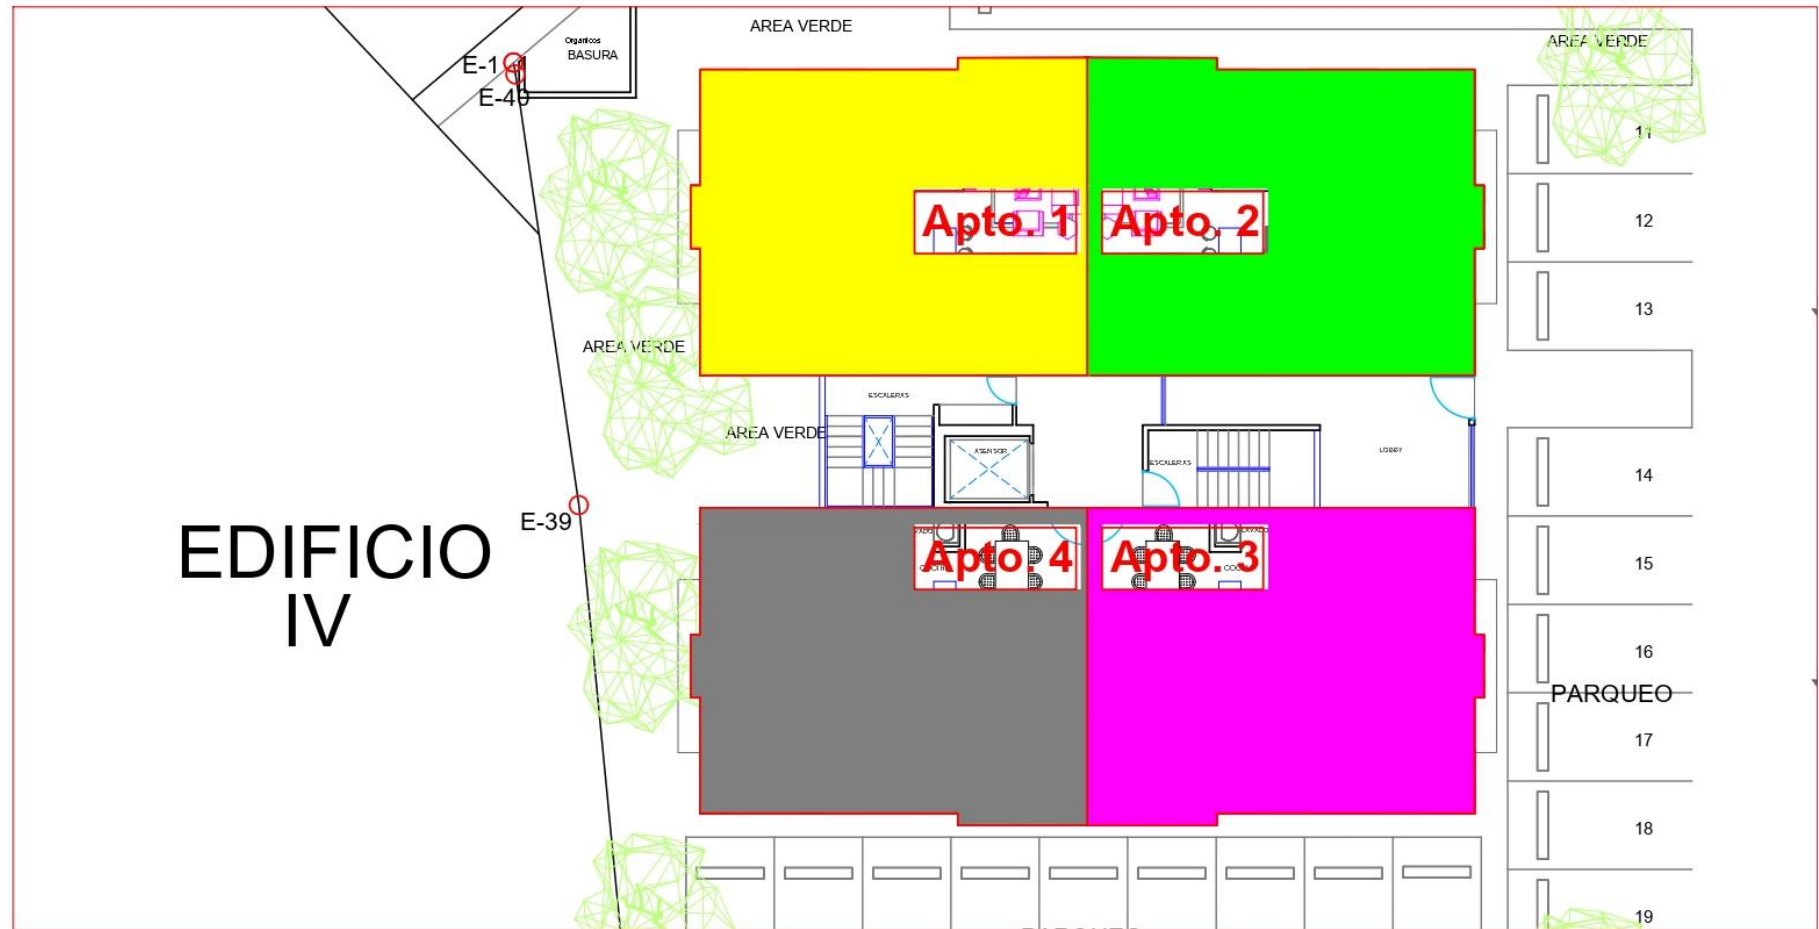 AREA VERDE
Organicos
BASURA
AREA VERDE
E-1
E-40
11
Apto. 1
Apto. 2
12
13
AREA VERDE
ESCALERAS
AREA VERDE
ASENSOR
ESCALERAS
LOBBY
14
E-39
EDIFICIO
IV
Apto. 4
Apto. 3
15
16
PARQUEO
17
18
19